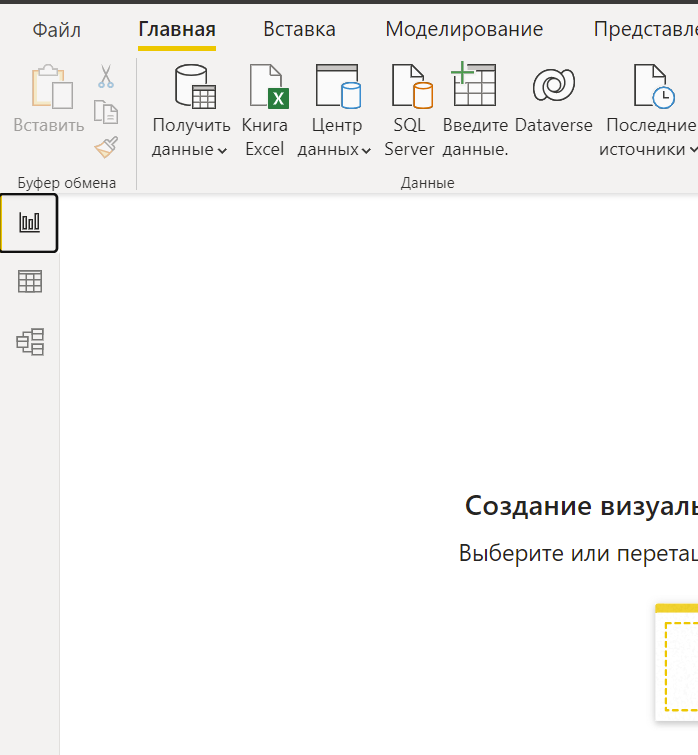 Файл Главная Вставка Моделирование Представле
Вставить
Получить данные
Книга Excel
Центр данных
SQL Server
Введите данные.
Dataverse
Последние источники
Буфер обмена
Данные
Создание визуаль
Выберите или перетащ